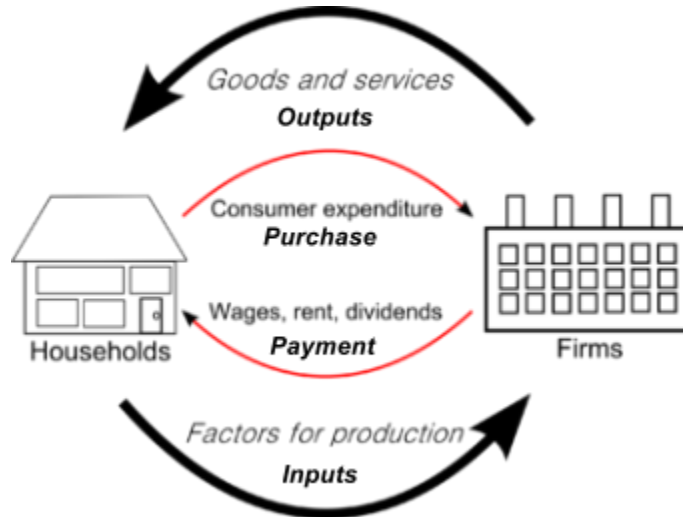 Goods and services
Outputs
Consumer expenditure
Purchase
Wages, rent, dividends
Payment
Households
Firms
Factors for production
Inputs